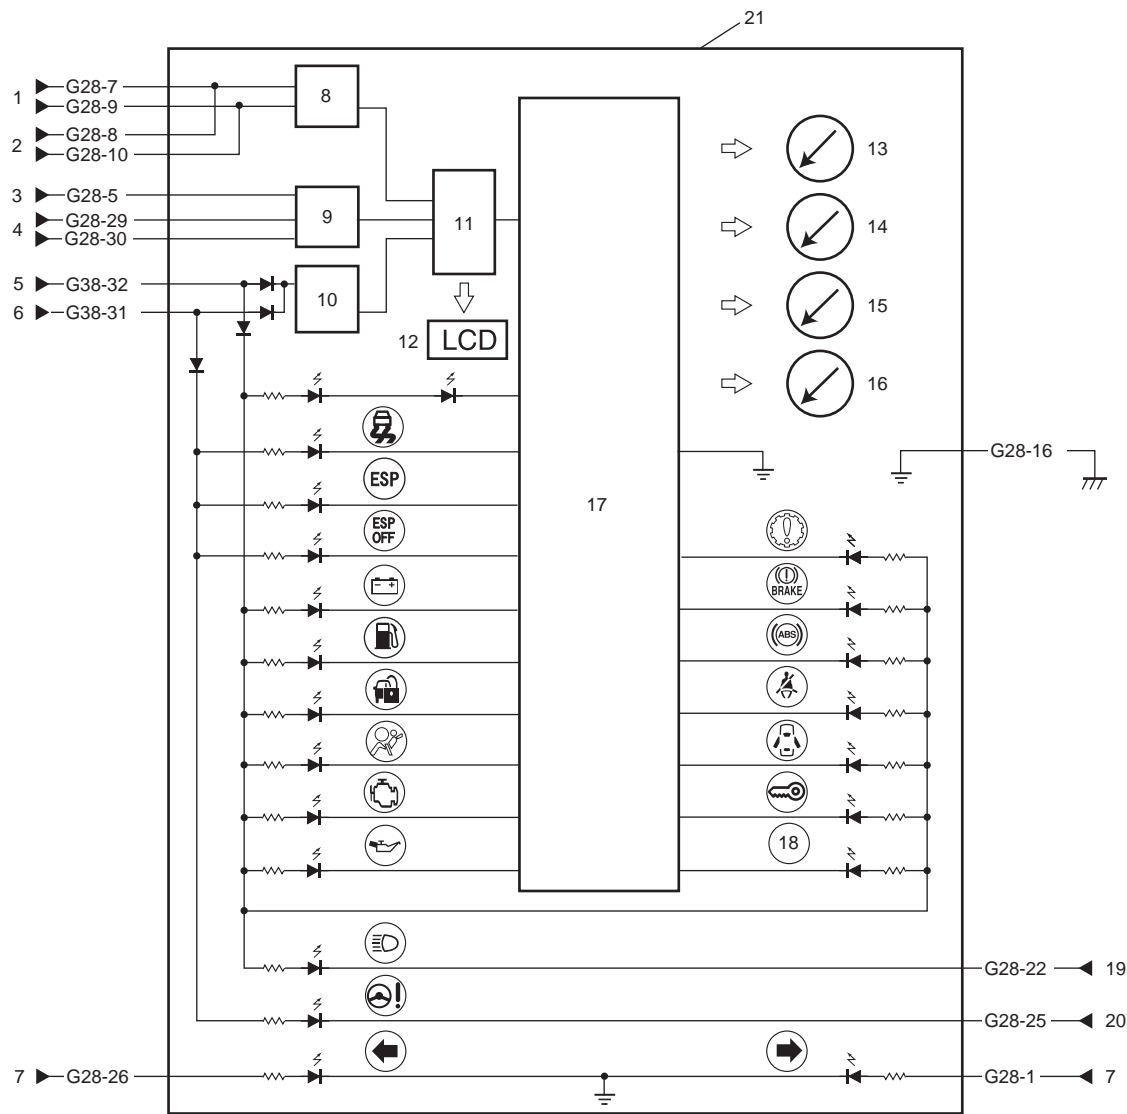 21
1
G28-7
G28-9
8
2
G28-8
G28-10
13
3
G28-5
4
G28-29
G28-30
9
11
14
5
G38-32
6
G38-31
10
15
12
LCD
16
ESP
ESP
OFF
17
G28-16
- +
BRAKE
ABS
18
G28-22
19
G28-25
20
7
G28-26
G28-1
7